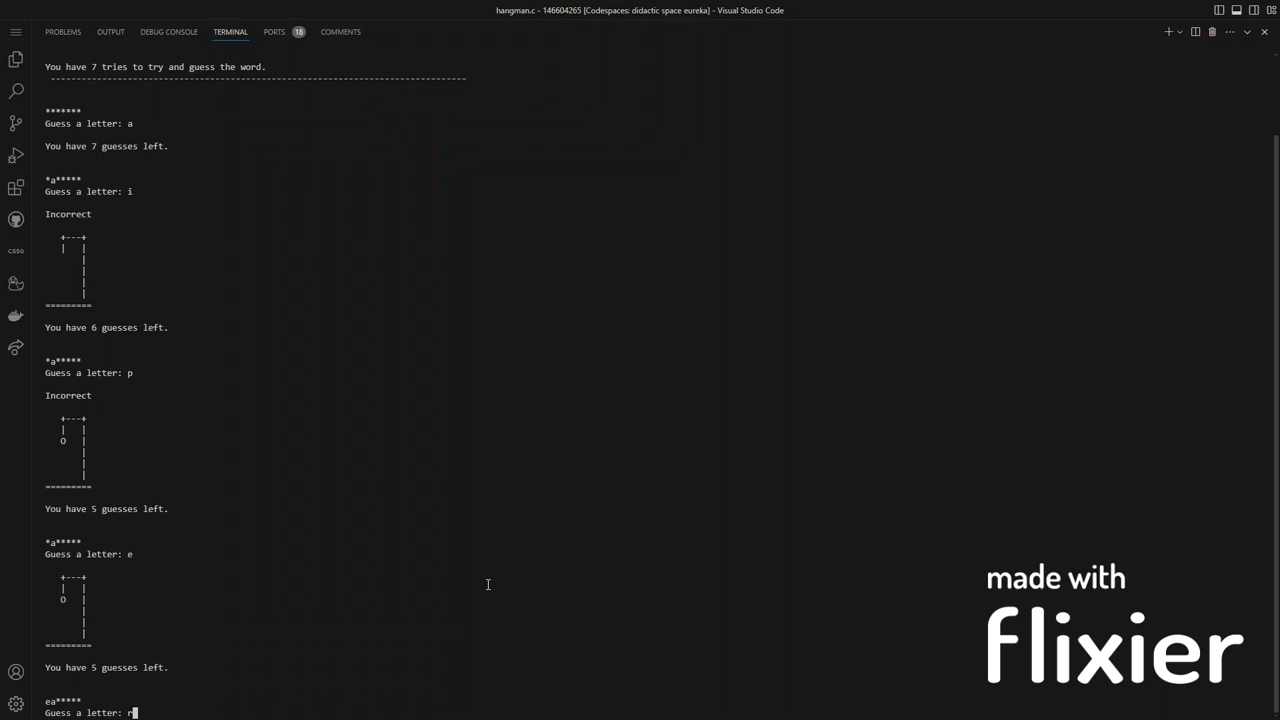 hangman.c - 146604265 [Codespaces: didactic space eureka] - Visual Studio Code
PROBLEMS OUTPUT DEBUG CONSOLE TERMINAL PORTS 18 COMMENTS
You have 7 tries to try and guess the word.
--------------------------------------------------------------------------
*******
Guess a letter: a
You have 7 guesses left.
*a*****
Guess a letter: i
Incorrect
+---+
|   |
|
|
|
|
=========
You have 6 guesses left.
*a*****
Guess a letter: p
Incorrect
+---+
|   |
O   |
|
|
|
=========
You have 5 guesses left.
*a*****
Guess a letter: e
+---+
|   |
O   |
|
|
|
=========
You have 5 guesses left.
ea*****
Guess a letter: r
CS50
made with
flixier